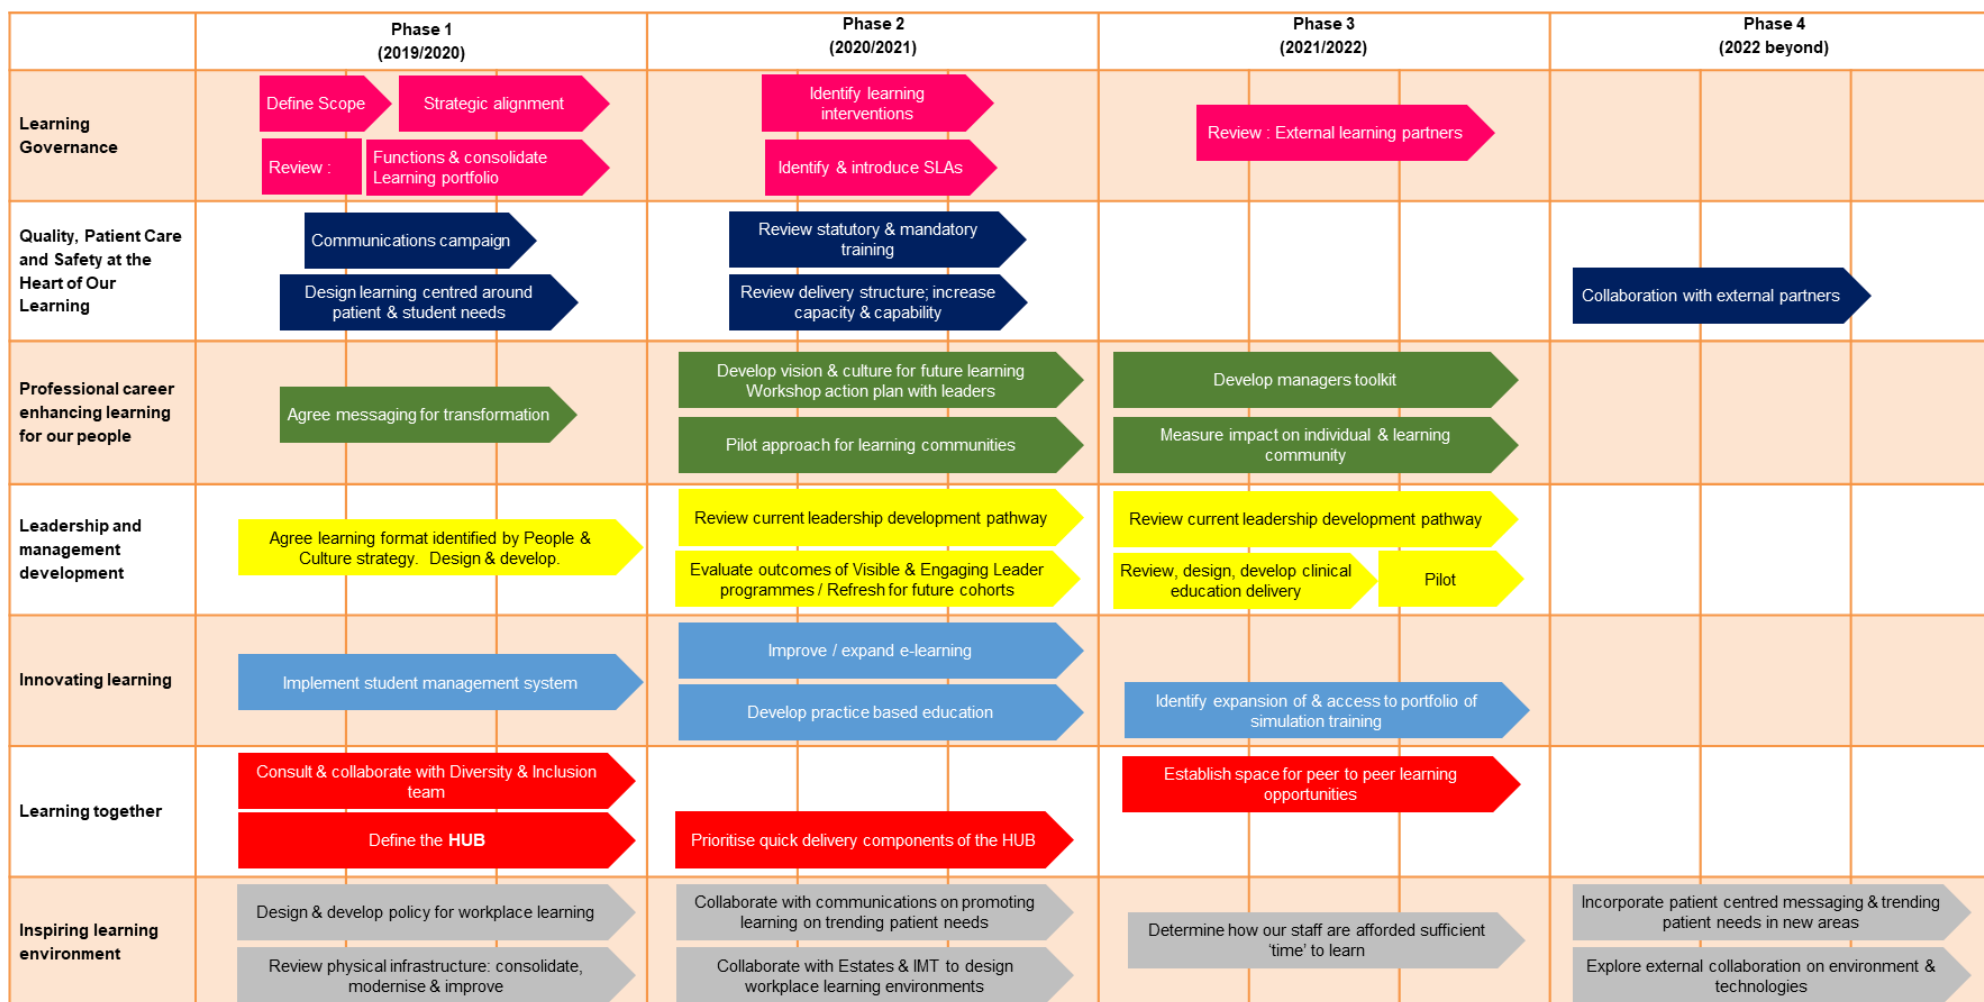 Phase 1
(2019/2020)
Phase 2
(2020/2021)
Phase 3
(2021/2022)
Phase 4
(2022 beyond)
Learning
Governance
Define Scope
Strategic alignment
Review :
Functions & consolidate
Learning portfolio
Identify learning
interventions
Identify & introduce SLAs
Review : External learning partners
Quality, Patient Care
and Safety at the
Heart of Our
Learning
Communications campaign
Design learning centred around
patient & student needs
Review statutory & mandatory
training
Review delivery structure; increase
capacity & capability
Collaboration with external partners
Professional career
enhancing learning
for our people
Agree messaging for transformation
Develop vision & culture for future learning
Workshop action plan with leaders
Pilot approach for learning communities
Develop managers toolkit
Measure impact on individual & learning
community
Leadership and
management
development
Agree learning format identified by People &
Culture strategy. Design & develop.
Review current leadership development pathway
Evaluate outcomes of Visible & Engaging Leader
programmes / Refresh for future cohorts
Review current leadership development pathway
Review, design, develop clinical
education delivery
Pilot
Innovating learning
Implement student management system
Improve / expand e-learning
Develop practice based education
Identify expansion of & access to portfolio of
simulation training
Learning together
Consult & collaborate with Diversity & Inclusion
team
Define the HUB
Prioritise quick delivery components of the HUB
Establish space for peer to peer learning
opportunities
Inspiring learning
environment
Design & develop policy for workplace learning
Review physical infrastructure: consolidate,
modernise & improve
Collaborate with communications on promoting
learning on trending patient needs
Collaborate with Estates & IMT to design
workplace learning environments
Determine how our staff are afforded sufficient
‘time’ to learn
Incorporate patient centred messaging & trending
patient needs in new areas
Explore external collaboration on environment &
technologies